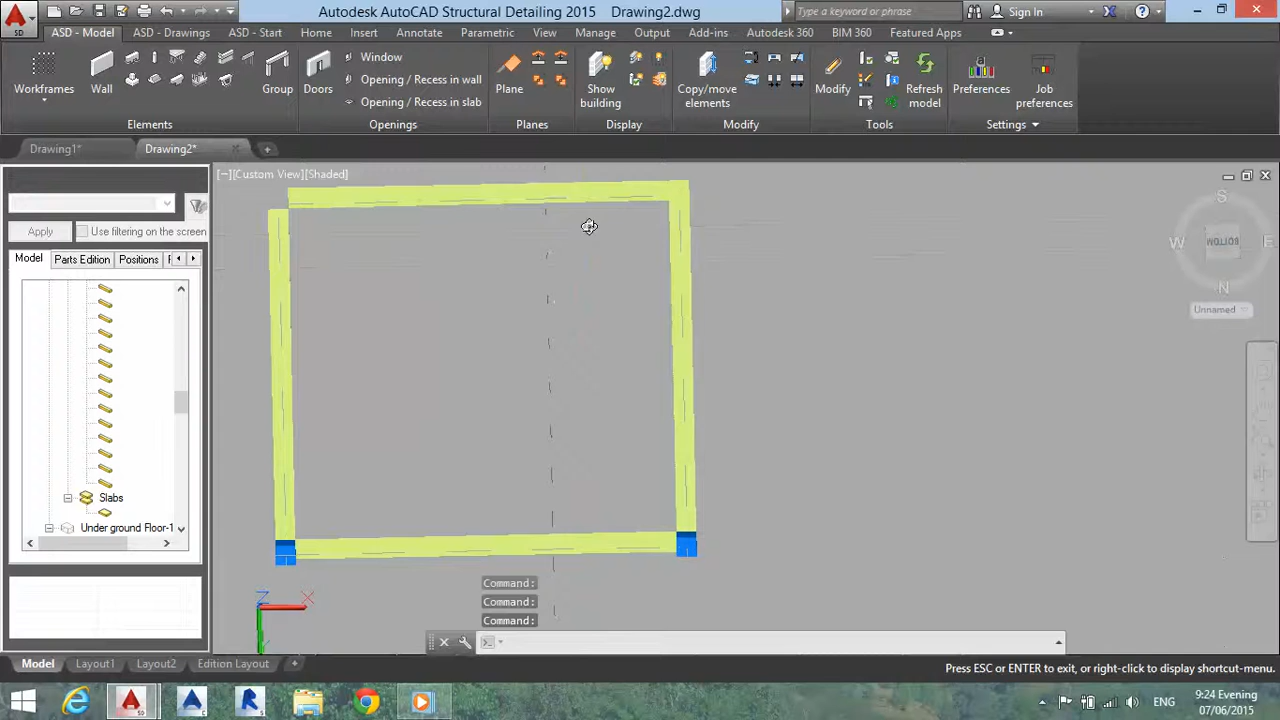 Autodesk AutoCAD Structural Detailing 2015 Drawing2.dwg
Type a keyword or phrase
Sign In
SD
ASD - Model
ASD - Drawings
ASD - Start
Home
Insert
Annotate
Parametric
View
Manage
Output
Add-ins
Autodesk 360
BIM 360
Featured Apps
Workframes
Wall
Group
Doors
Window
Opening / Recess in wall
Opening / Recess in slab
Plane
Show building
Copy/move elements
Modify
Refresh model
Preferences
Job preferences
Elements
Openings
Planes
Display
Modify
Tools
Settings
Drawing1*
Drawing2*
[−][Custom View][Shaded]
Apply
Use filtering on the screen
Model
Parts Edition
Positions
Slabs
Under ground Floor-1
S
W
BOTTOM
E
N
Unnamed
Z
X
Command:
Command:
Command:
Model
Layout1
Layout2
Edition Layout
Press ESC or ENTER to exit, or right-click to display shortcut-menu.
ENG
9:24 Evening
07/06/2015